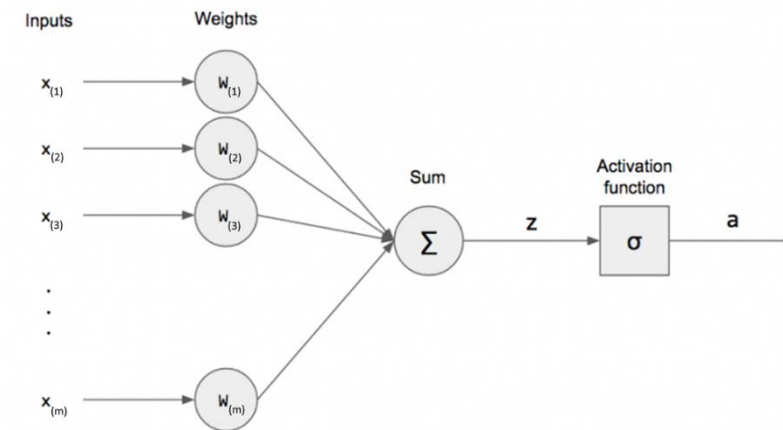 Inputs
Weights
x(1)
W(1)
x(2)
W(2)
Activation
function
Sum
x(3)
W(3)
Σ
z
σ
a
.
.
.
x(m)
W(m)